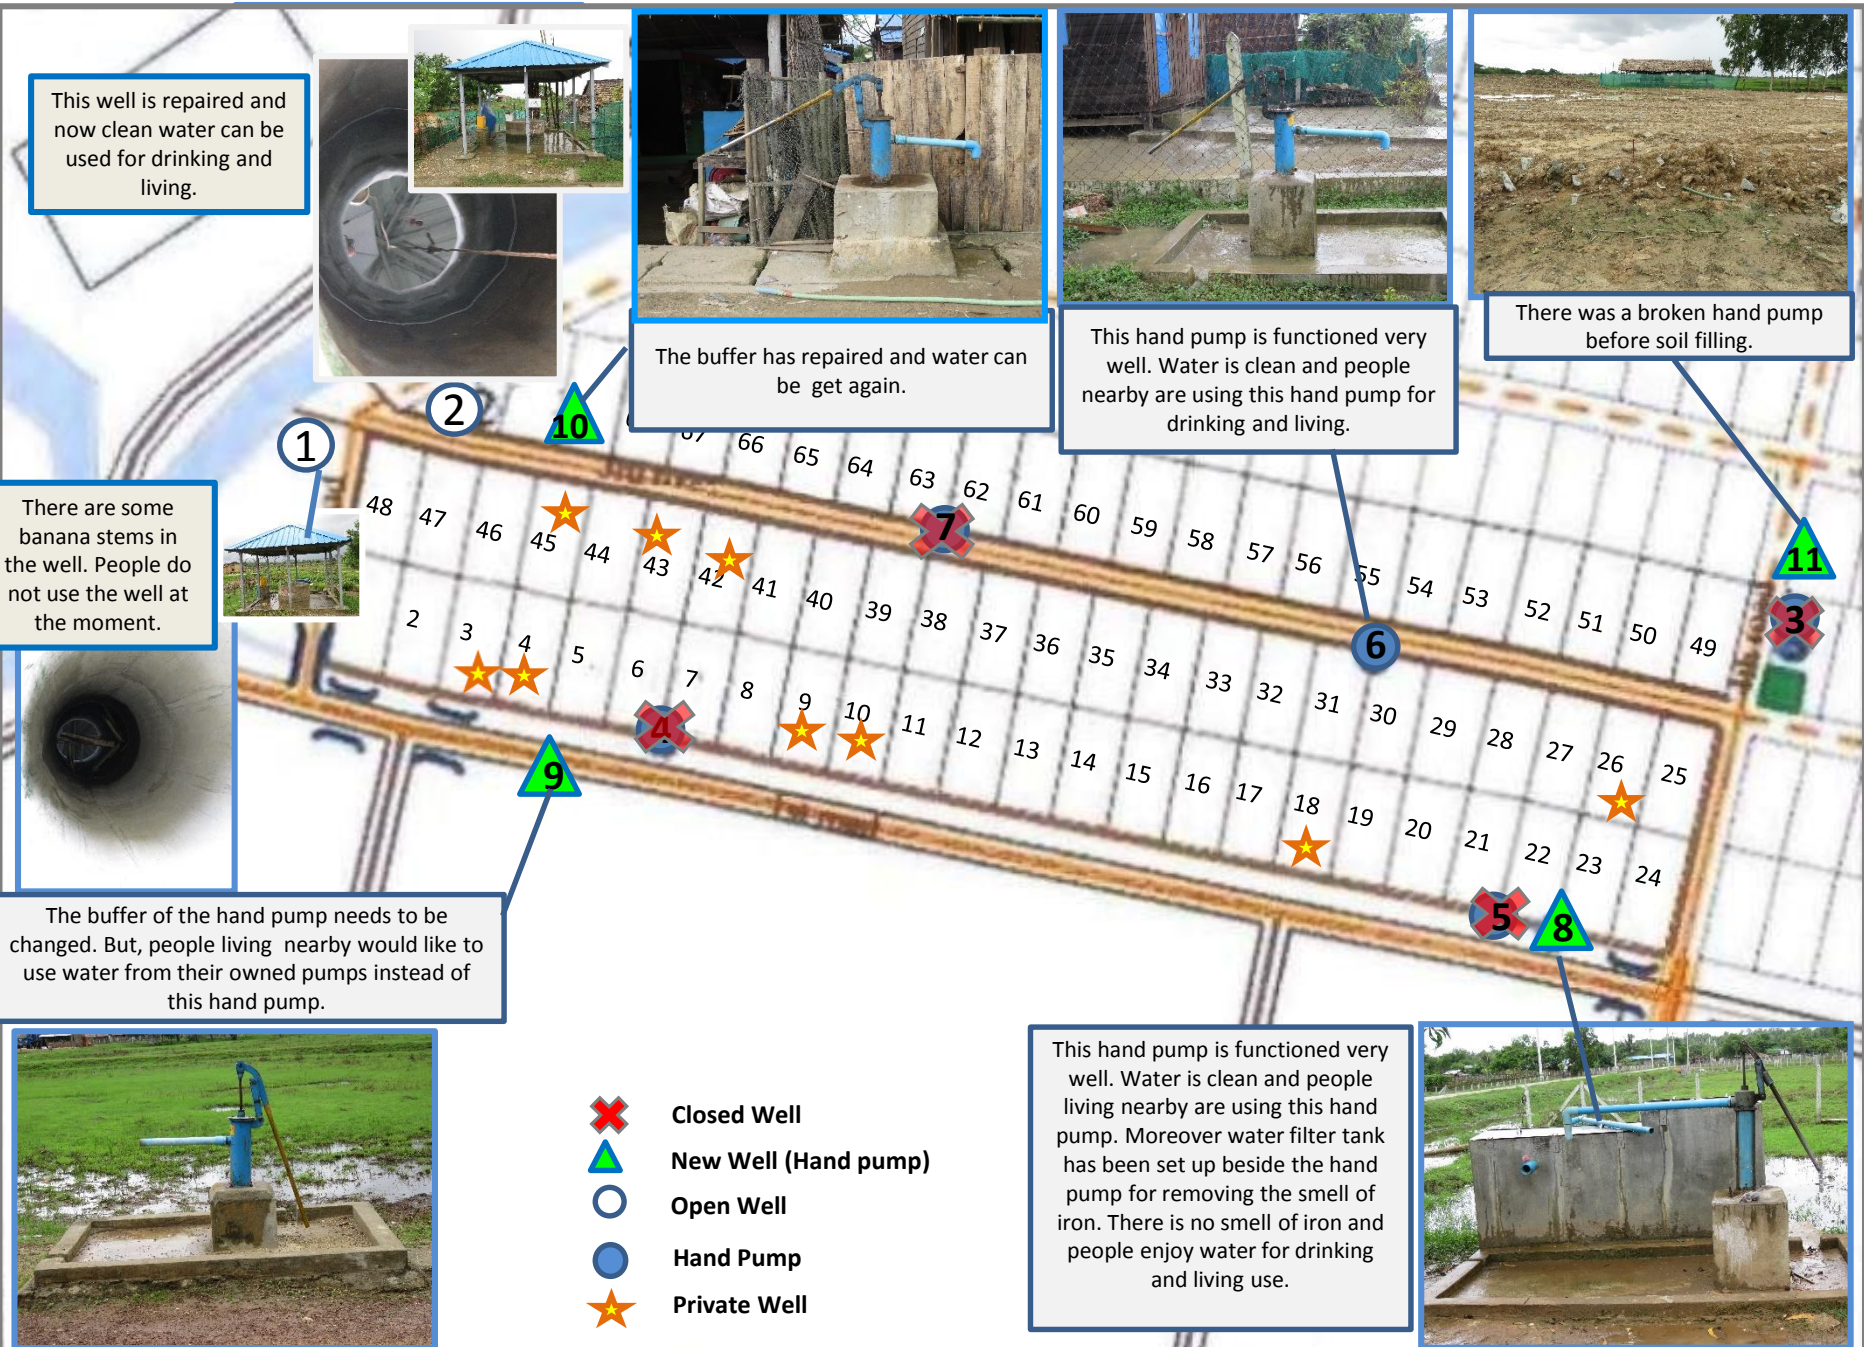 This well is repaired and
now clean water can be
used for drinking and
living.
The buffer has repaired and water can
be get again.
This hand pump is functioned very
well. Water is clean and people
nearby are using this hand pump for
drinking and living.
There was a broken hand pump
before soil filling.
There are some
banana stems in
the well. People do
not use the well at
the moment.
1
2
10
67 66 65 64 63 62 61 60 59 58 57 56 55 54 53 52 51 50 49
11
3
7
6
48 47 46 45 44 43 42 41 40 39 38 37 36 35 34 33 32 31 30 29 28 27 26 25
2 3 4 5 6 7 8 9 10 11 12 13 14 15 16 17 18 19 20 21 22 23 24
4
9
5
8
The buffer of the hand pump needs to be
changed. But, people living nearby would like to
use water from their owned pumps instead of
this hand pump.
Closed Well
New Well (Hand pump)
Open Well
Hand Pump
Private Well
This hand pump is functioned very
well. Water is clean and people
living nearby are using this hand
pump. Moreover water filter tank
has been set up beside the hand
pump for removing the smell of
iron. There is no smell of iron and
people enjoy water for drinking
and living use.